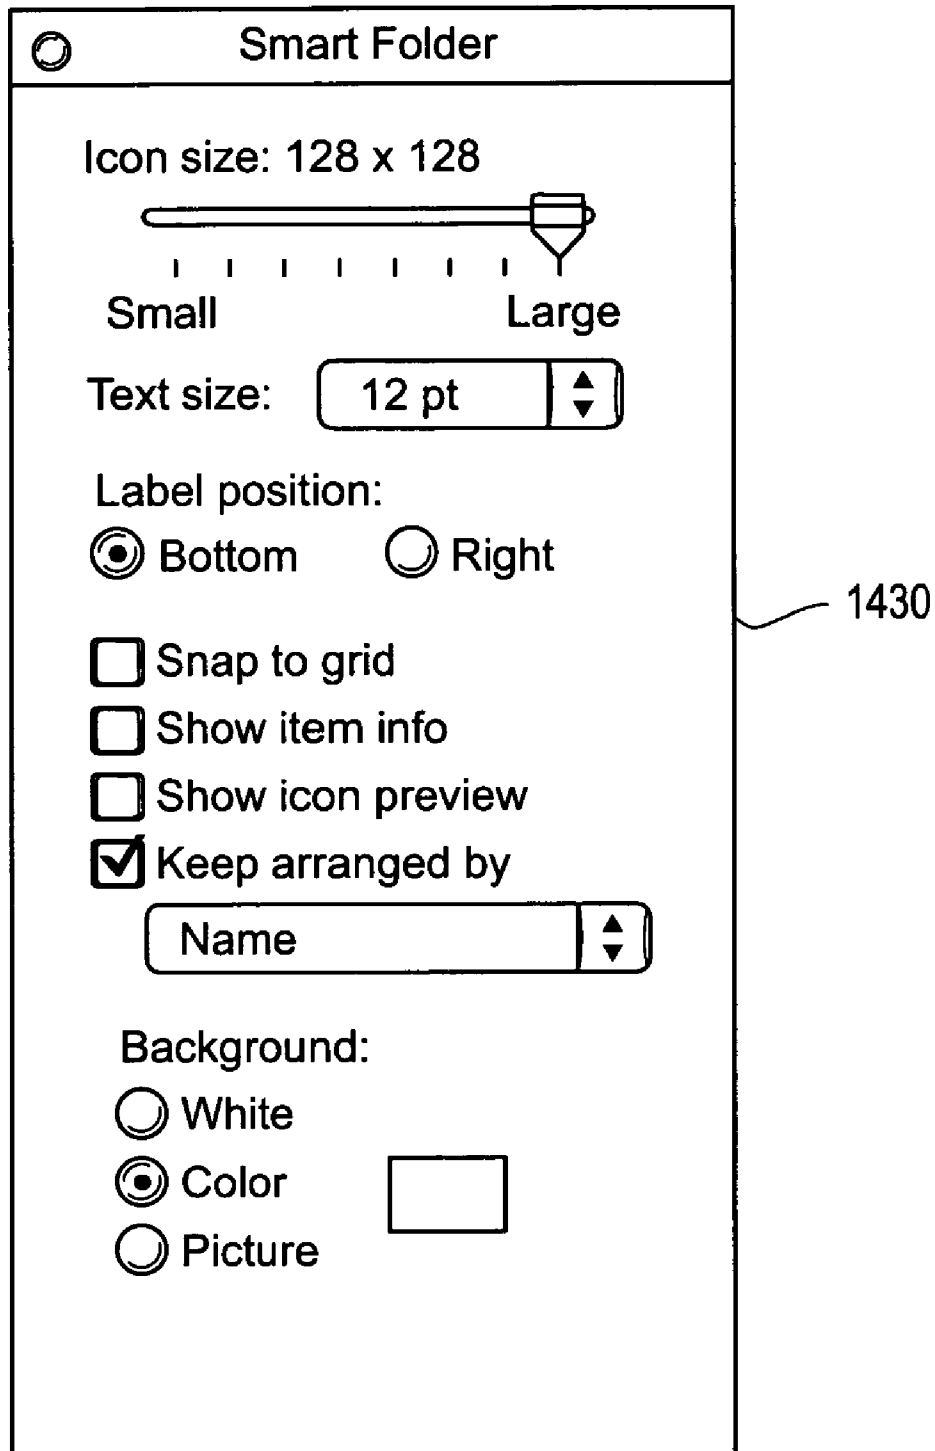 Smart Folder
Icon size: 128 x 128
Small Large
Text size: 12 pt
Label position:
Bottom Right
1430
Snap to grid
Show item info
Show icon preview
Keep arranged by
Name
Background:
White
Color
Picture